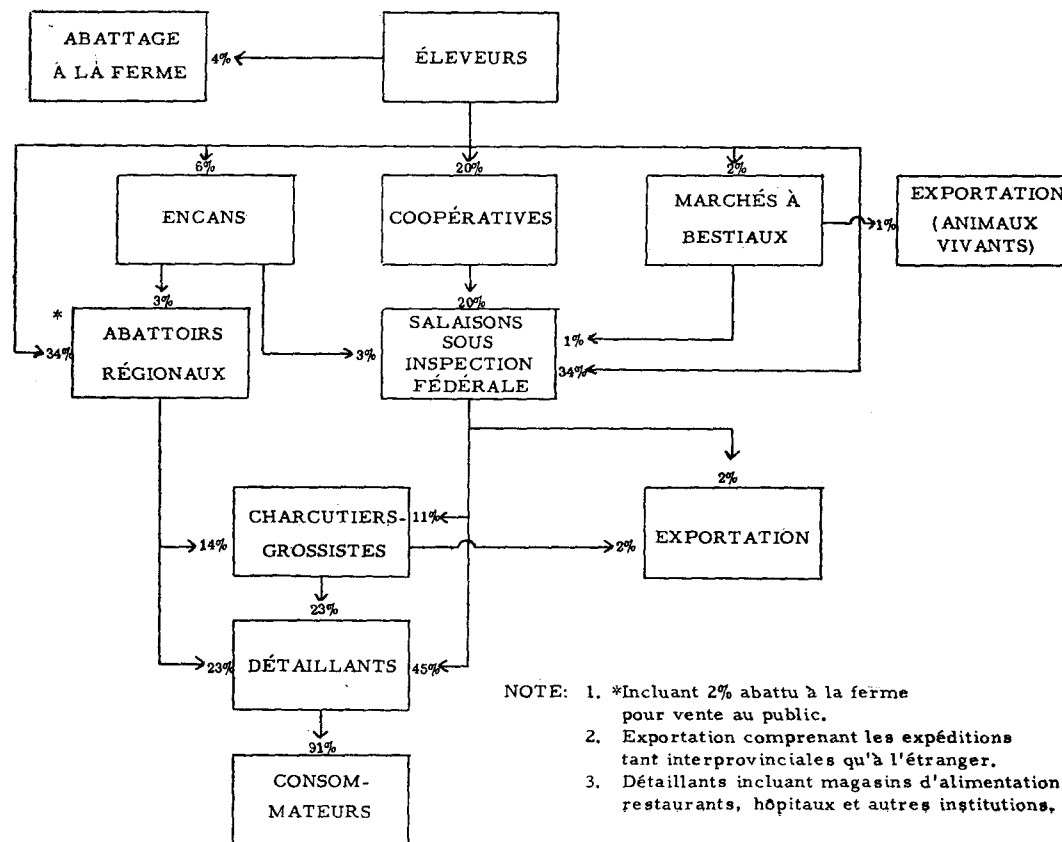 ABATTAGE
À LA FERME
4%
ÉLEVEURS
6%
20%
2%
ENCANS
COOPÉRATIVES
MARCHÉS À
BESTIAUX
1%
EXPORTATION
(ANIMAUX
VIVANTS)
3%
20%
*
34%
ABATTOIRS
RÉGIONAUX
3%
SALAISONS
SOUS
INSPECTION
FÉDÉRALE
1%
34%
2%
14%
CHARCUTIERS-
GROSSISTES
11%
2%
EXPORTATION
23%
23%
DÉTAILLANTS
45%
91%
CONSOM-
MATEURS
NOTE: 1. *Incluant 2% abattu à la ferme
pour vente au public.
2. Exportation comprenant les expéditions
tant interprovinciales qu'à l'étranger.
3. Détaillants incluant magasins d'alimentation
restaurants, hôpitaux et autres institutions.